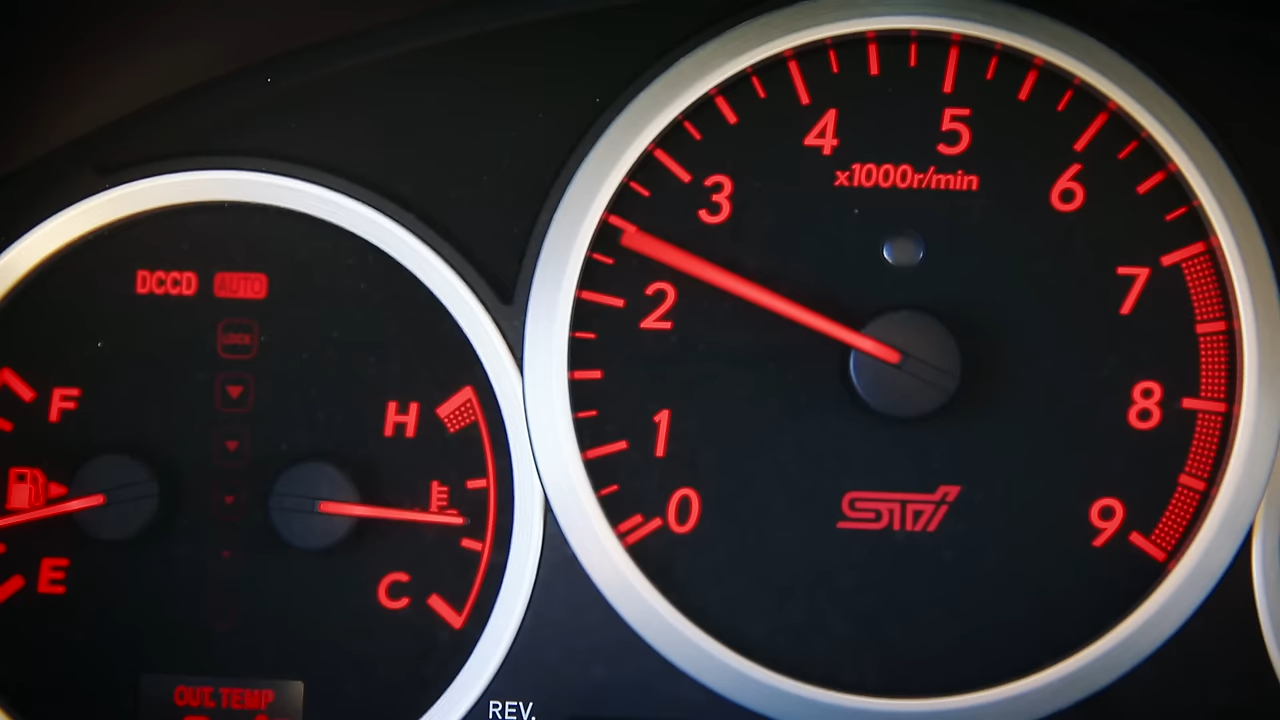 DCCD AUTO
LOCK
F
E
H
C
OUT. TEMP
0
1
2
3
4
5
6
7
8
9
x1000r/min
STi
REV.